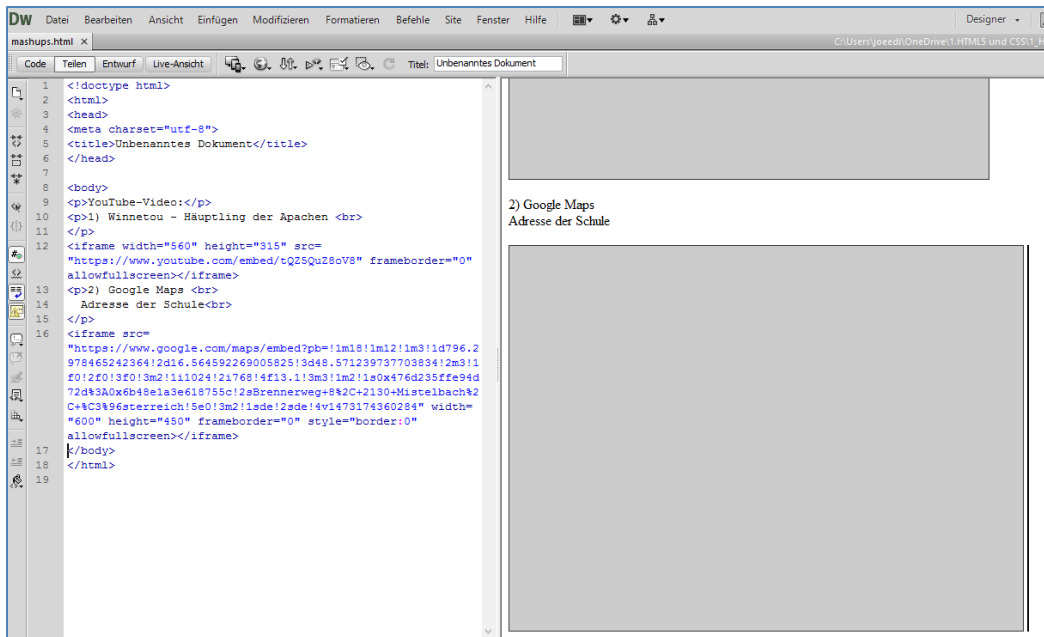 Dw Datei Bearbeiten Ansicht Einfügen Modifizieren Formatieren Befehle Site Fenster Hilfe Designer
mashups.html × C:\Users\joeedi\OneDrive\1.HTML5 und CSS\1_H
Code Teilen Entwurf Live-Ansicht Titel: Unbenanntes Dokument
1 <!doctype html>
2 <html>
3 <head>
4 <meta charset="utf-8">
5 <title>Unbenanntes Dokument</title>
6 </head>
7
8 <body>
9 <p>YouTube-Video:</p>
10 <p>1) Winnetou - Häuptling der Apachen <br>
11 </p>
12 <iframe width="560" height="315" src=
"https://www.youtube.com/embed/tQZ5QuZ8oV8" frameborder="0"
allowfullscreen></iframe>
13 <p>2) Google Maps <br>
14 Adresse der Schule<br>
15 </p>
16 <iframe src=
"https://www.google.com/maps/embed?pb=!1m18!1m12!1m3!1d796.2
978465242364!2d16.564592269005825!3d48.571239737703834!2m3!1
f0!2f0!3f0!3m2!1i1024!2i768!4f13.1!3m3!1m2!1s0x476d235ffe94d
72d%3A0x6b48e1a3e618755c!2sBrennerweg+8%2C+2130+Mistelbach%2
C+%C3%96sterreich!5e0!3m2!1sde!2sde!4v1473174360284" width=
"600" height="450" frameborder="0" style="border:0"
allowfullscreen></iframe>
17 </body>
18 </html>
19
2) Google Maps
Adresse der Schule